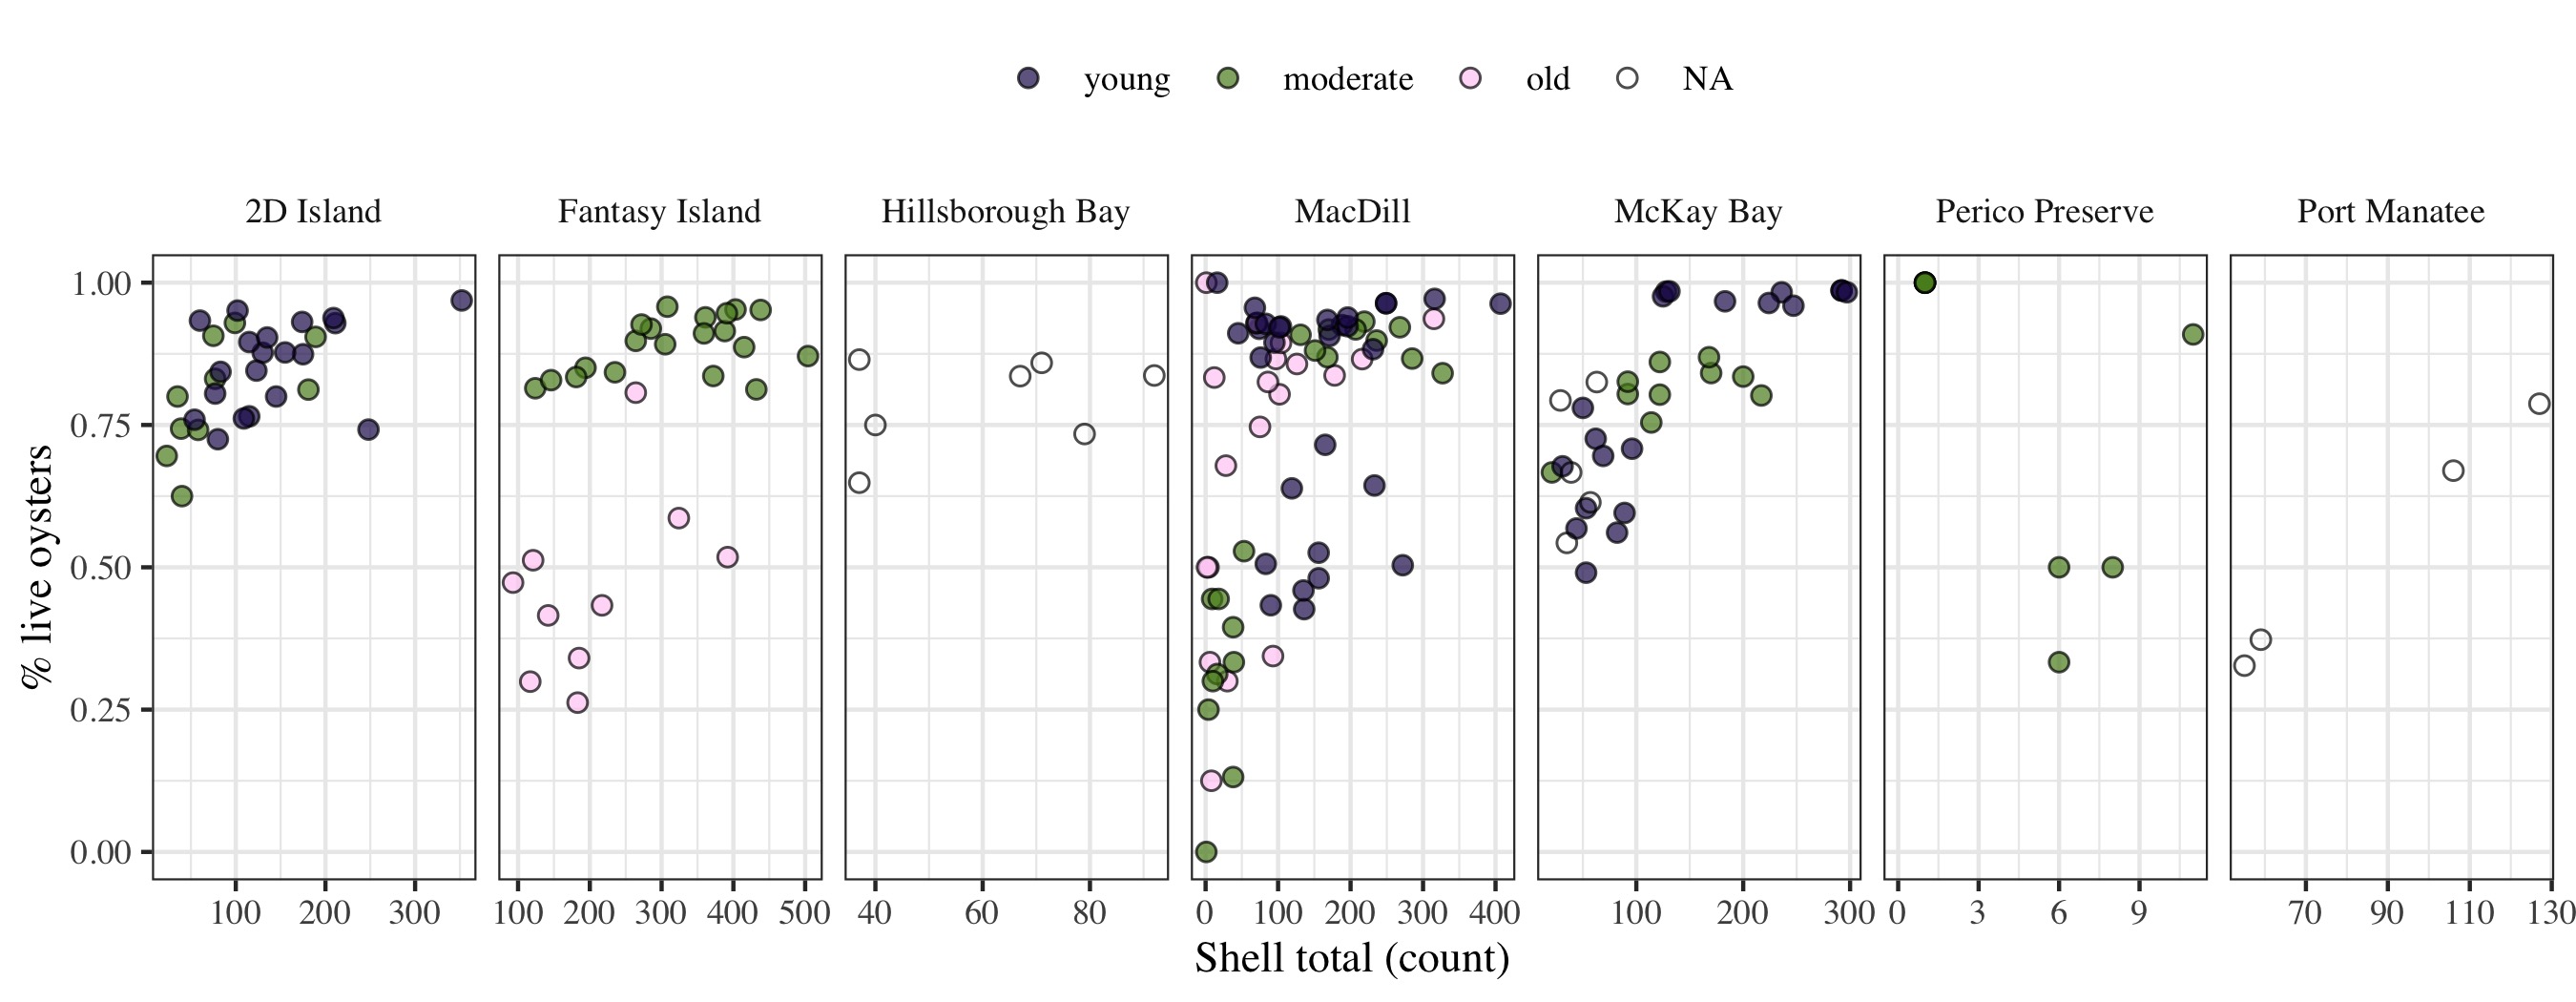 young moderate old NA
2D Island Fantasy Island Hillsborough Bay MacDill McKay Bay Perico Preserve Port Manatee
% live oysters
1.00
0.75
0.50
0.25
0.00
100 200 300 100 200 300 400 500 40 60 80 0 100 200 300 400 100 200 300 0 3 6 9 70 90 110 130
Shell total (count)